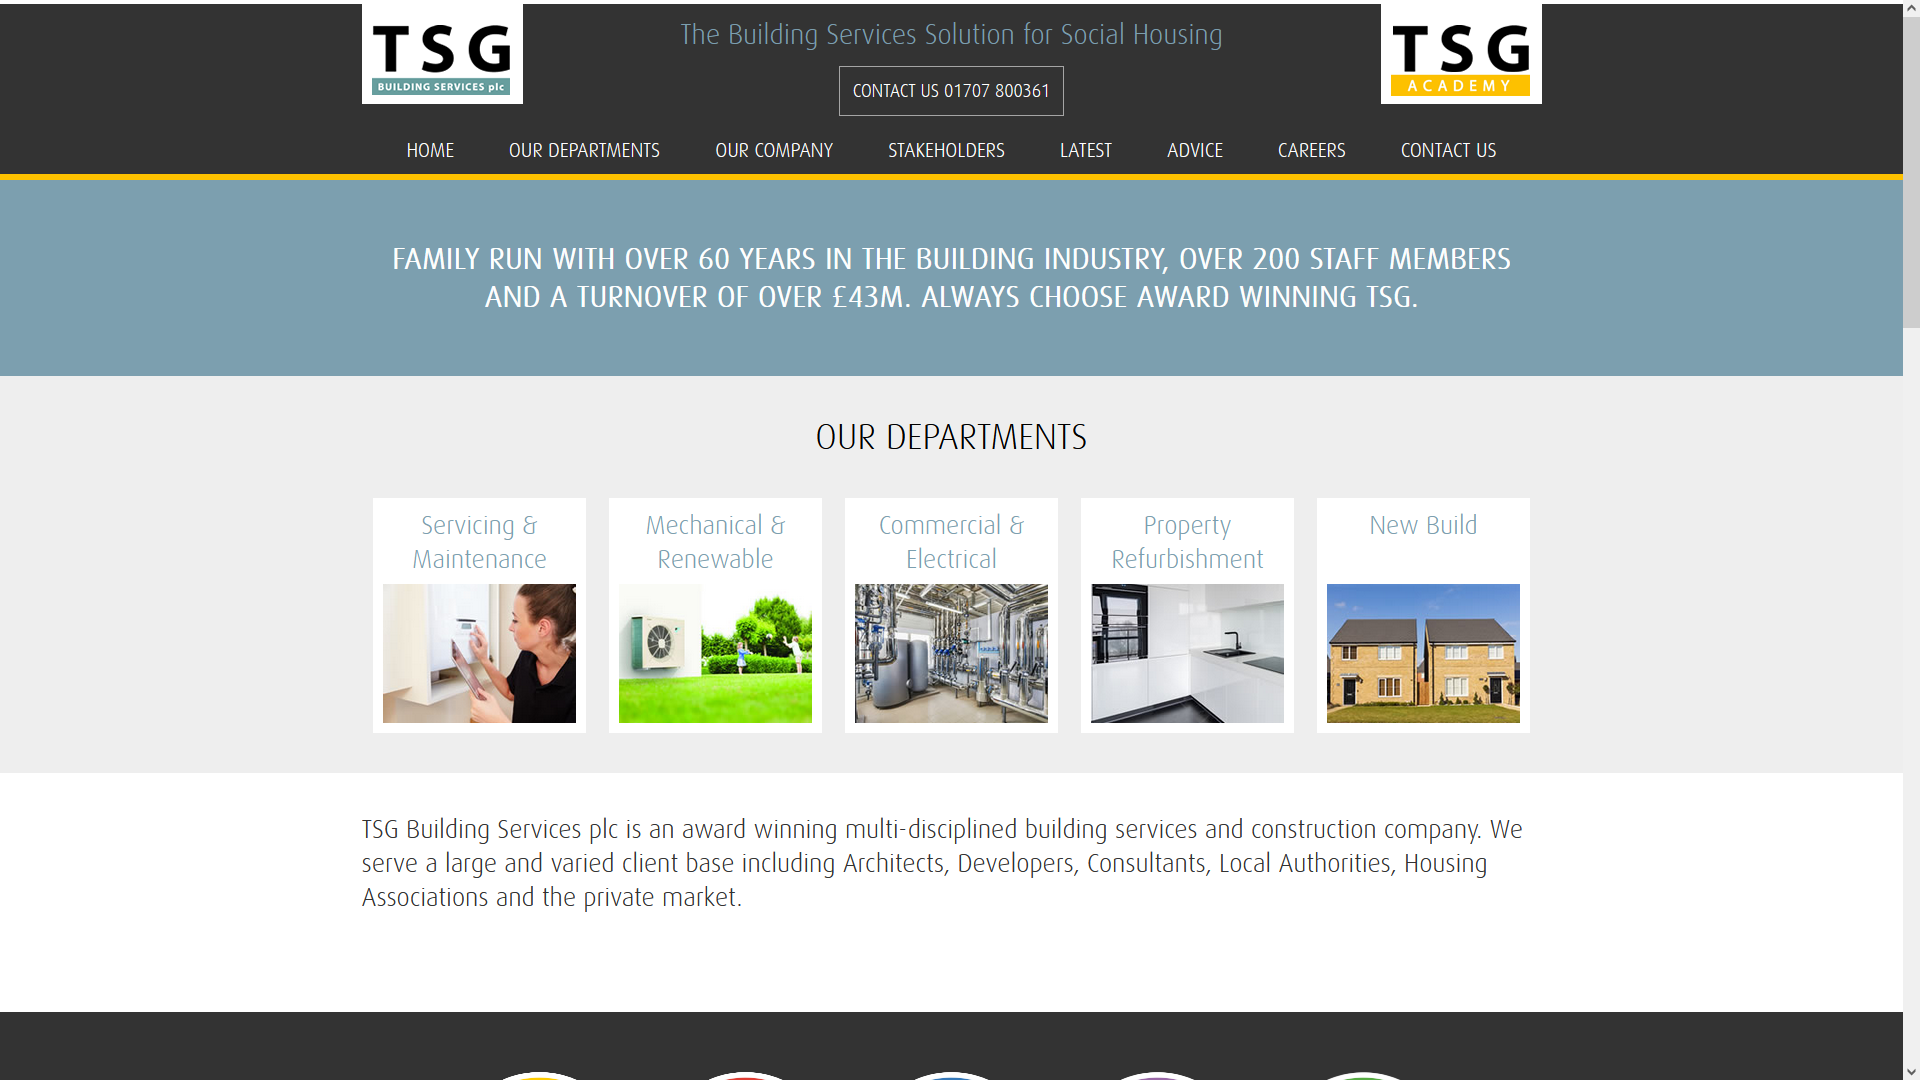 TSG
BUILDING SERVICES plc
The Building Services Solution for Social Housing
CONTACT US 01707 800361
TSG
ACADEMY
HOME OUR DEPARTMENTS OUR COMPANY STAKEHOLDERS LATEST ADVICE CAREERS CONTACT US
FAMILY RUN WITH OVER 60 YEARS IN THE BUILDING INDUSTRY, OVER 200 STAFF MEMBERS
AND A TURNOVER OF OVER £43M. ALWAYS CHOOSE AWARD WINNING TSG.
OUR DEPARTMENTS
Servicing &
Maintenance
Mechanical &
Renewable
Commercial &
Electrical
Property
Refurbishment
New Build
TSG Building Services plc is an award winning multi-disciplined building services and construction company. We
serve a large and varied client base including Architects, Developers, Consultants, Local Authorities, Housing
Associations and the private market.